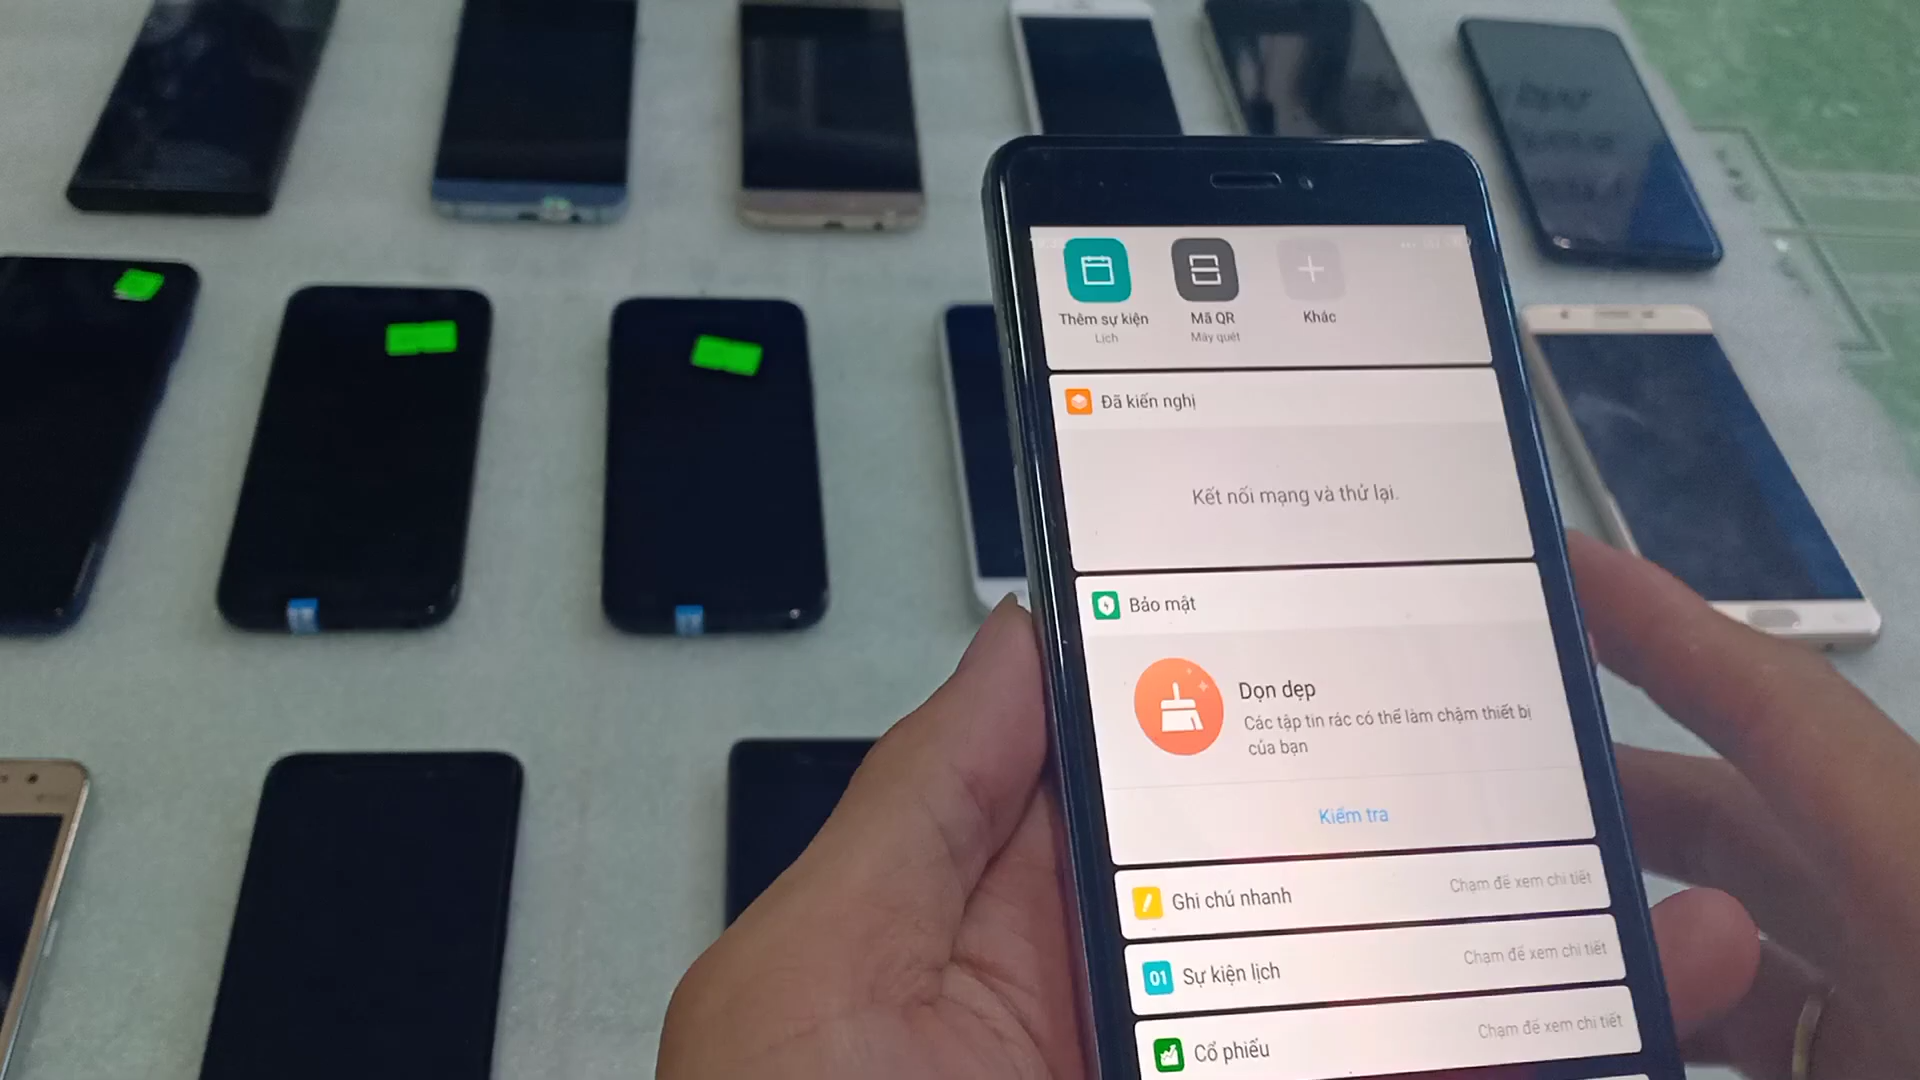 Thêm sự kiện
Lịch
Mã QR
Máy quét
Khác
Đã kiến nghị
Kết nối mạng và thử lại.
Bảo mật
Dọn dẹp
Các tập tin rác có thể làm chậm thiết bị
của bạn
Kiểm tra
Ghi chú nhanh
Chạm để xem chi tiết
01
Sự kiện lịch
Chạm để xem chi tiết
Cổ phiếu
Chạm để xem chi tiết